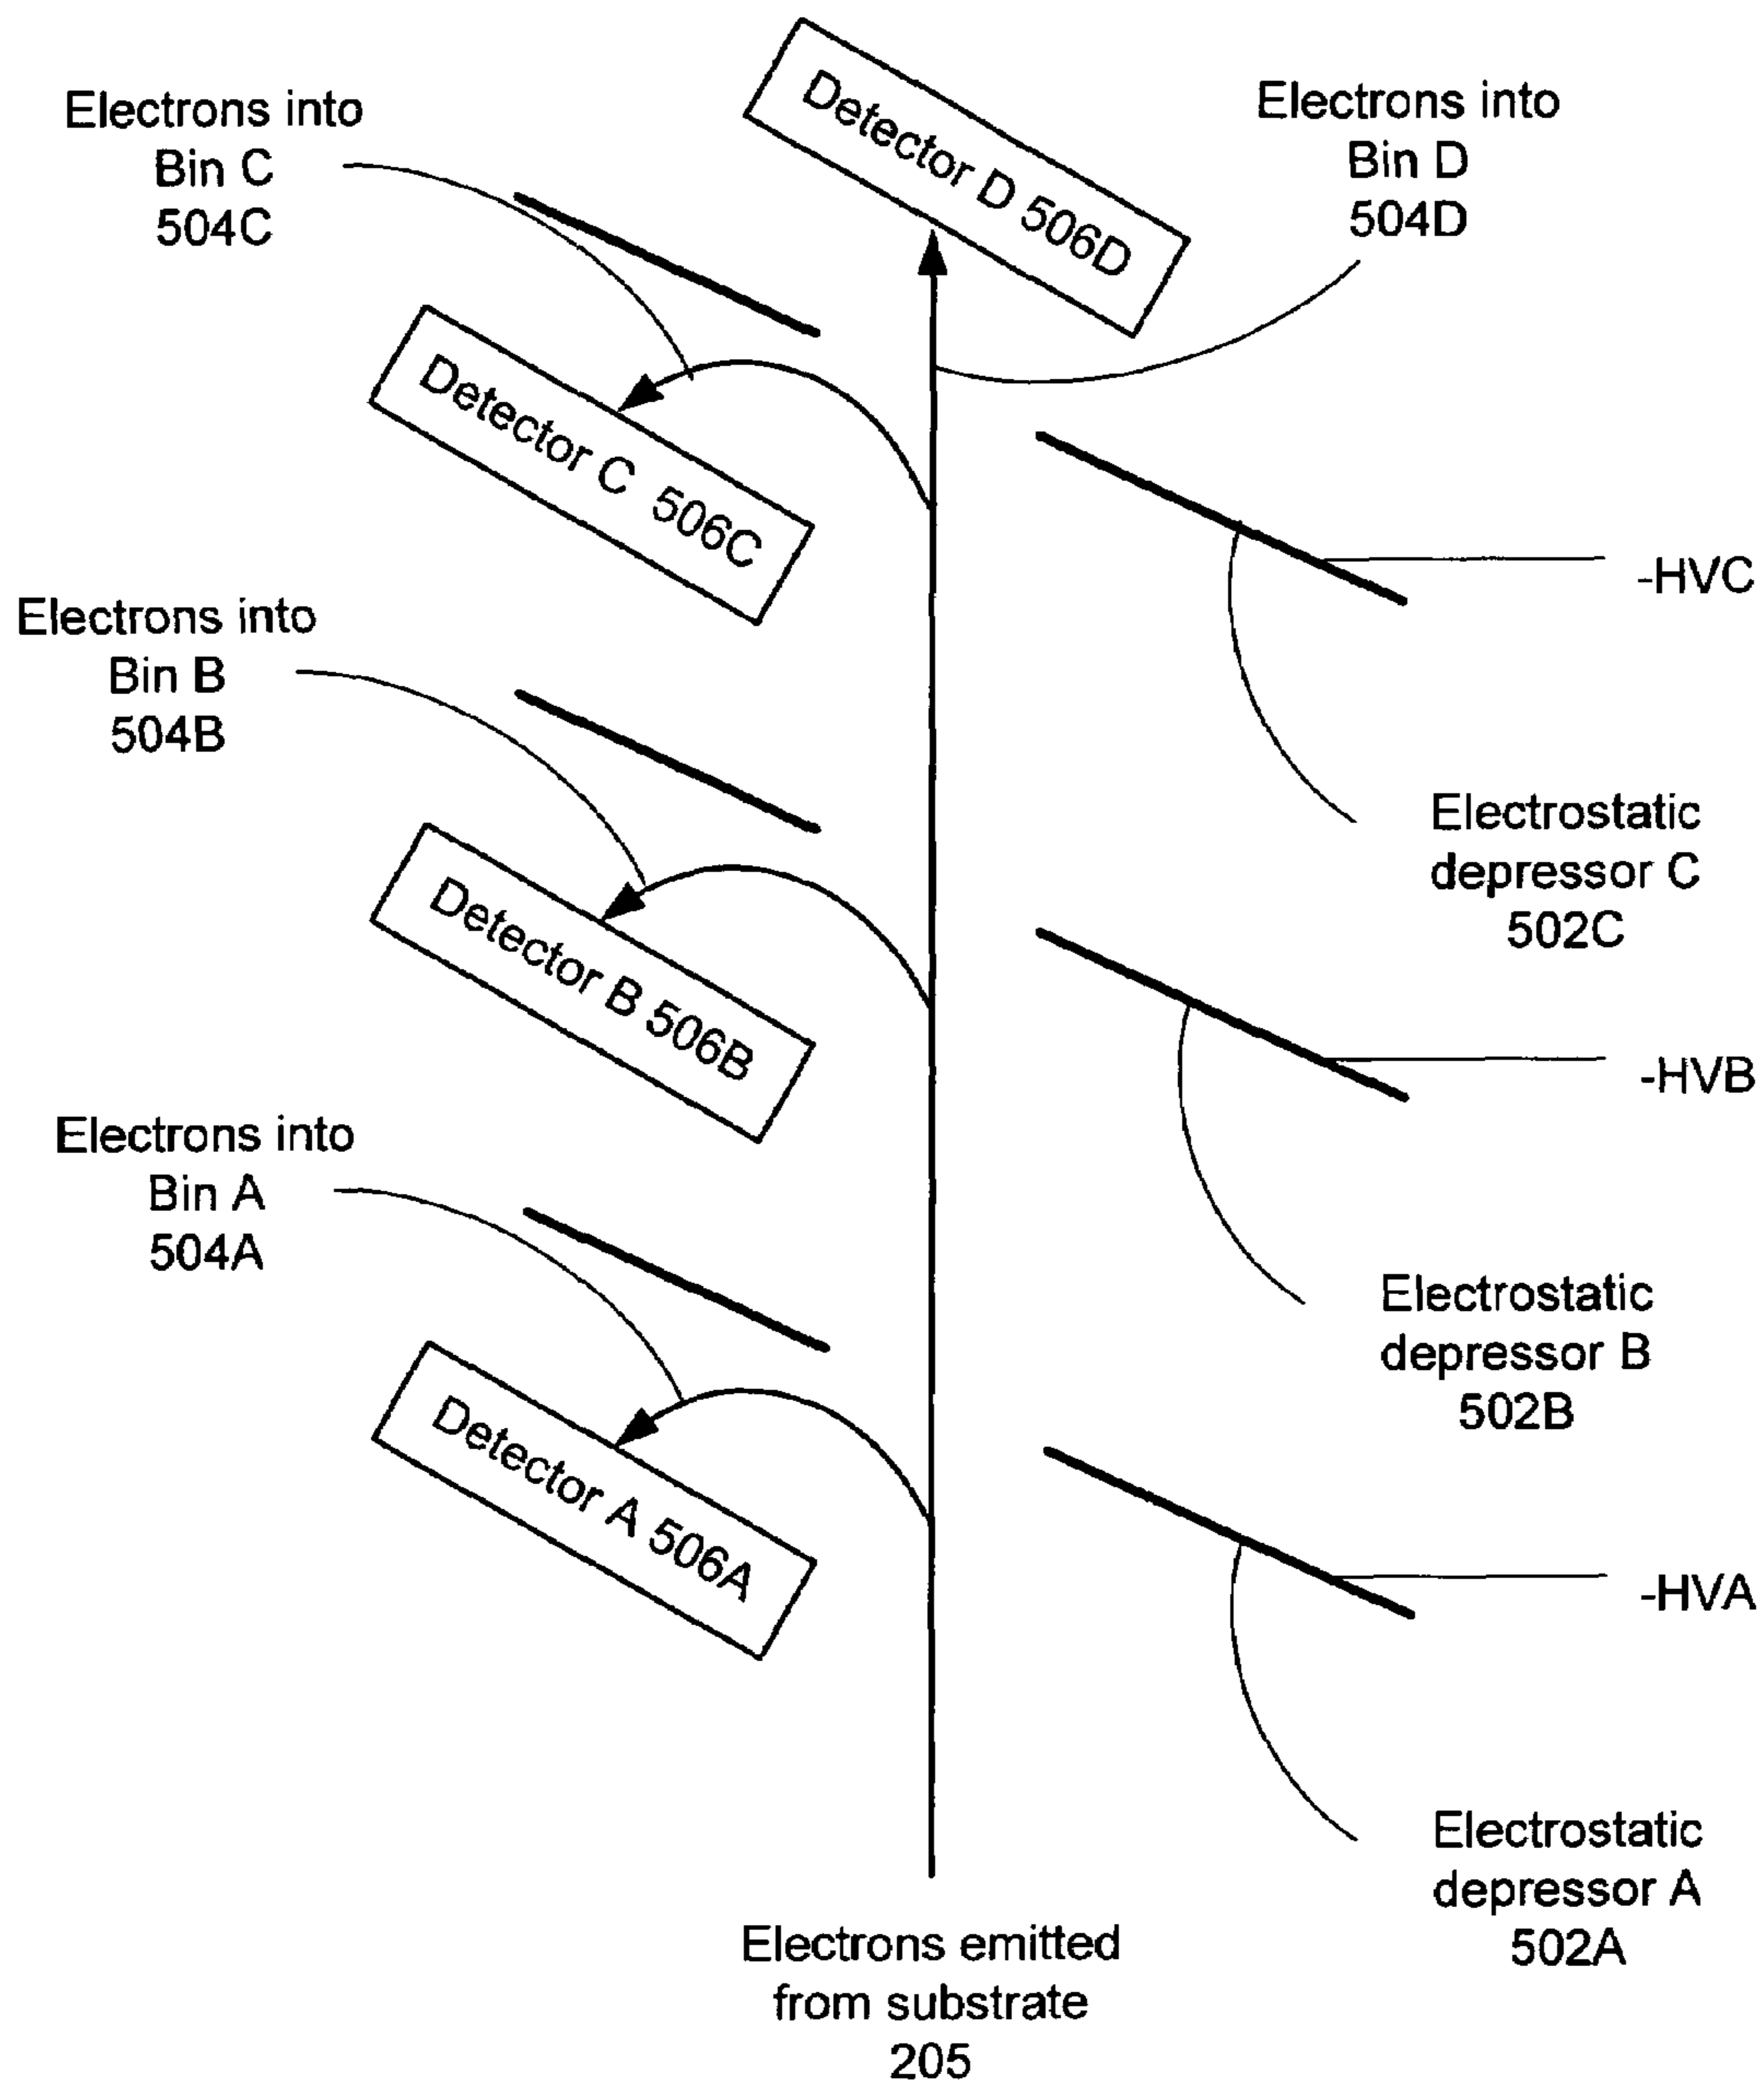 Detector D 506D
Electrons into
Bin C
504C
Electrons into
Bin D
504D
Detector C 506C
-HVC
Electrons into
Bin B
504B
Electrostatic
depressor C
502C
Detector B 506B
-HVB
Electrons into
Bin A
504A
Electrostatic
depressor B
502B
Detector A 506A
-HVA
Electrostatic
depressor A
502A
Electrons emitted
from substrate
205